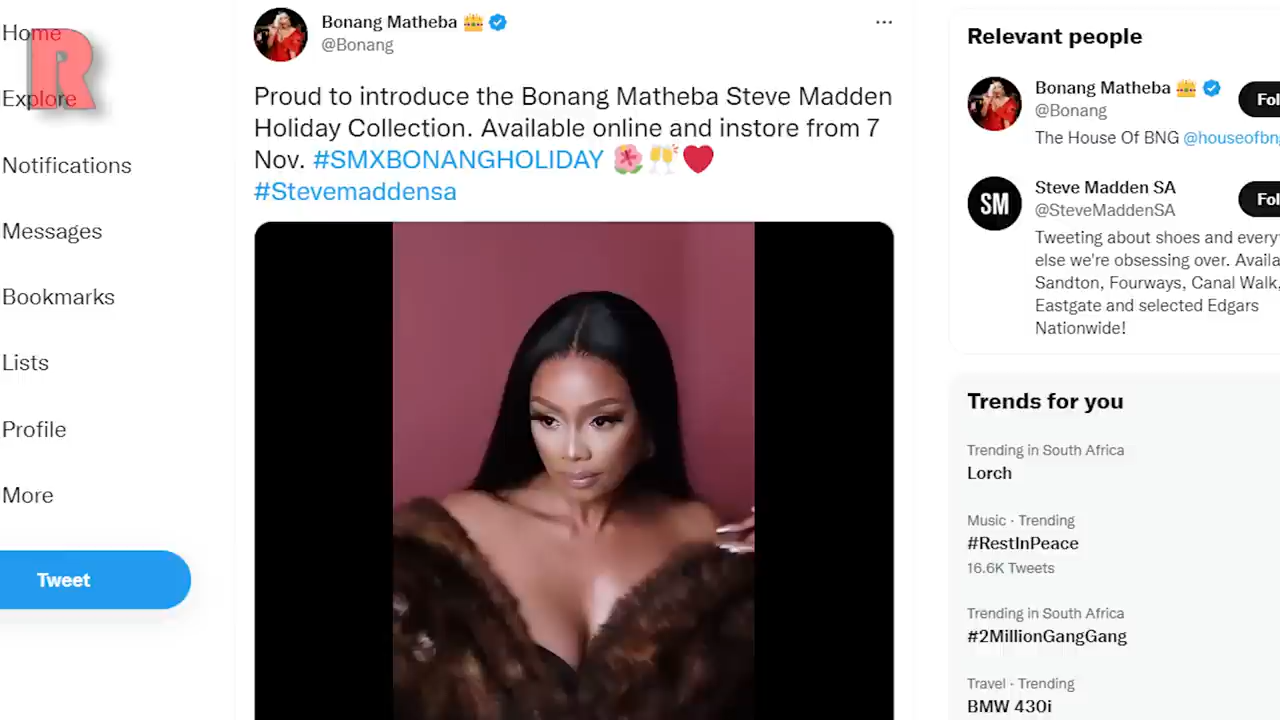 Home
R
Explore
Notifications
Messages
Bookmarks
Lists
Profile
More
Tweet
Bonang Matheba 👑
@Bonang
Proud to introduce the Bonang Matheba Steve Madden
Holiday Collection. Available online and instore from 7
Nov. #SMXBONANGHOLIDAY 🌺🥂❤️
#Stevemaddensa
Relevant people
Bonang Matheba 👑
@Bonang
Fol
The House Of BNG @houseofbng
SM
Steve Madden SA
@SteveMaddenSA
Fol
Tweeting about shoes and every
else we're obsessing over. Availa
Sandton, Fourways, Canal Walk,
Eastgate and selected Edgars
Nationwide!
Trends for you
Trending in South Africa
Lorch
Music · Trending
#RestInPeace
16.6K Tweets
Trending in South Africa
#2MillionGangGang
Travel · Trending
BMW 430i